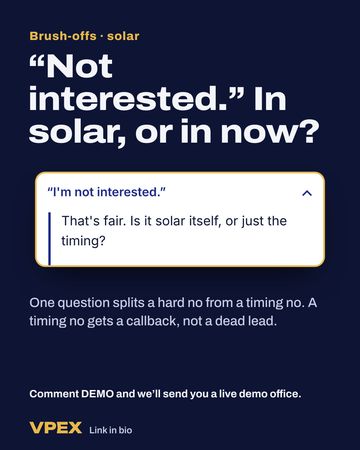 Brush-offs · solar
“Not
interested.” In
solar, or in now?
“I'm not interested.”
That's fair. Is it solar itself, or just the
timing?
One question splits a hard no from a timing no. A
timing no gets a callback, not a dead lead.
Comment DEMO and we’ll send you a live demo office.
VPEX Link in bio